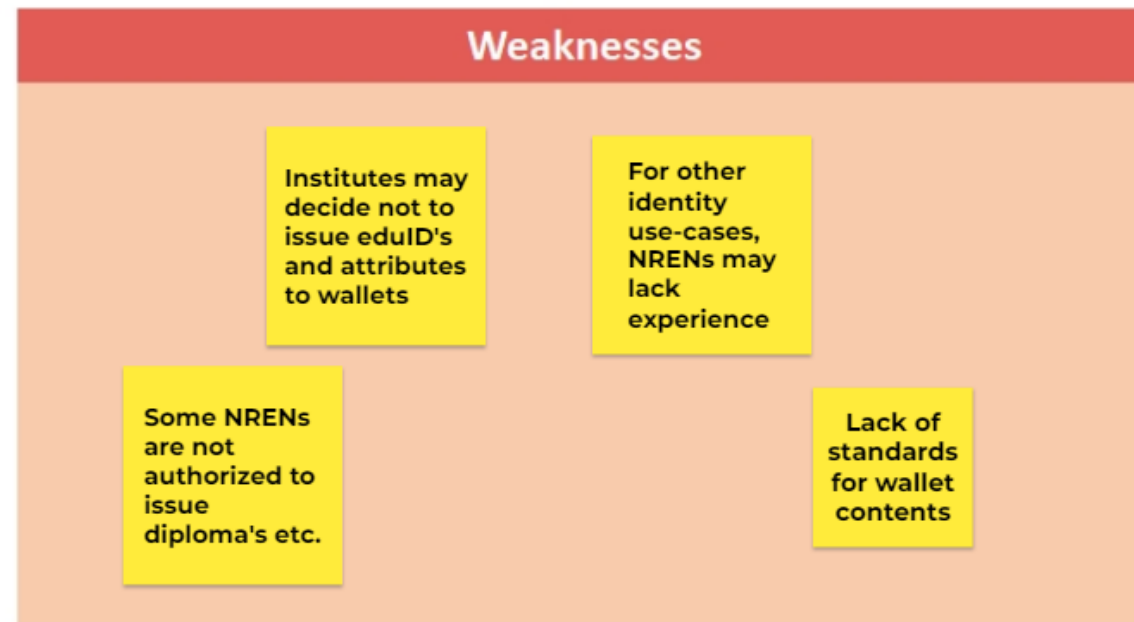 Weaknesses
Institutes may
decide not to
issue eduID's
and attributes
to wallets
For other
identity
use-cases,
NRENs may
lack
experience
Some NRENs
are not
authorized to
issue
diploma's etc.
Lack of
standards
for wallet
contents